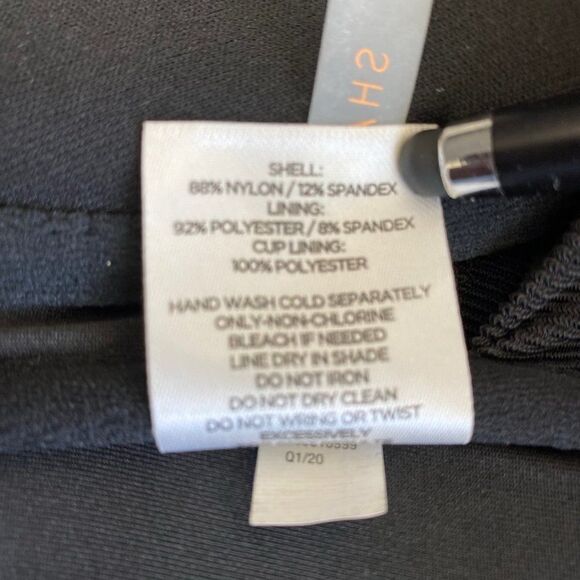 SHELL:
88% NYLON / 12% SPANDEX
LINING:
92% POLYESTER / 8% SPANDEX
CUP LINING:
100% POLYESTER
HAND WASH COLD SEPARATELY
ONLY-NON-CHLORINE
BLEACH IF NEEDED
LINE DRY IN SHADE
DO NOT IRON
DO NOT DRY CLEAN
DO NOT WRING OR TWIST
EXCESSIVELY
Q1/20